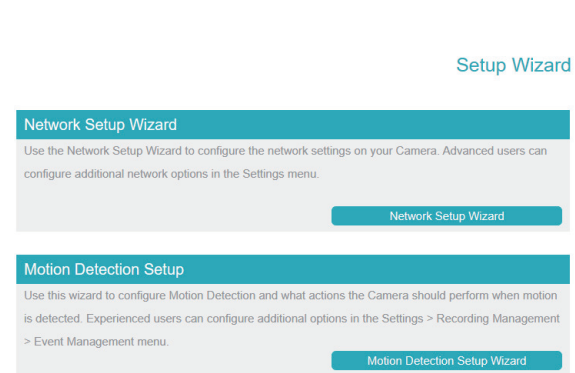 Setup Wizard
Network Setup Wizard
Use the Network Setup Wizard to configure the network settings on your Camera. Advanced users can
configure additional network options in the Settings menu.
Network Setup Wizard
Motion Detection Setup
Use this wizard to configure Motion Detection and what actions the Camera should perform when motion
is detected. Experienced users can configure additional options in the Settings > Recording Management
> Event Management menu.
Motion Detection Setup Wizard